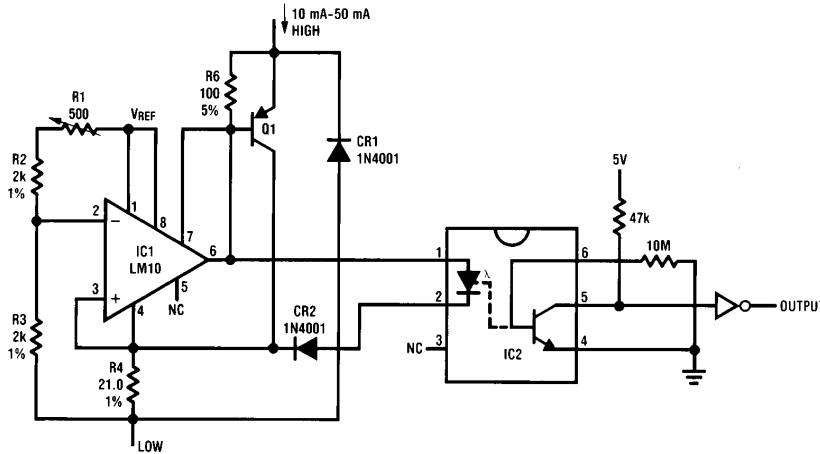 10 mA–50 mA
HIGH
R6
100
5%
Q1
R1
500
VREF
CR1
1N4001
R2
2k
1%
5V
47k
2
1
8
7
6
IC1
LM10
5
NC
3
4
10M
1
6
λ
2
5
OUTPUT
CR2
1N4001
R3
2k
1%
NC
3
IC2
4
R4
21.0
1%
LOW